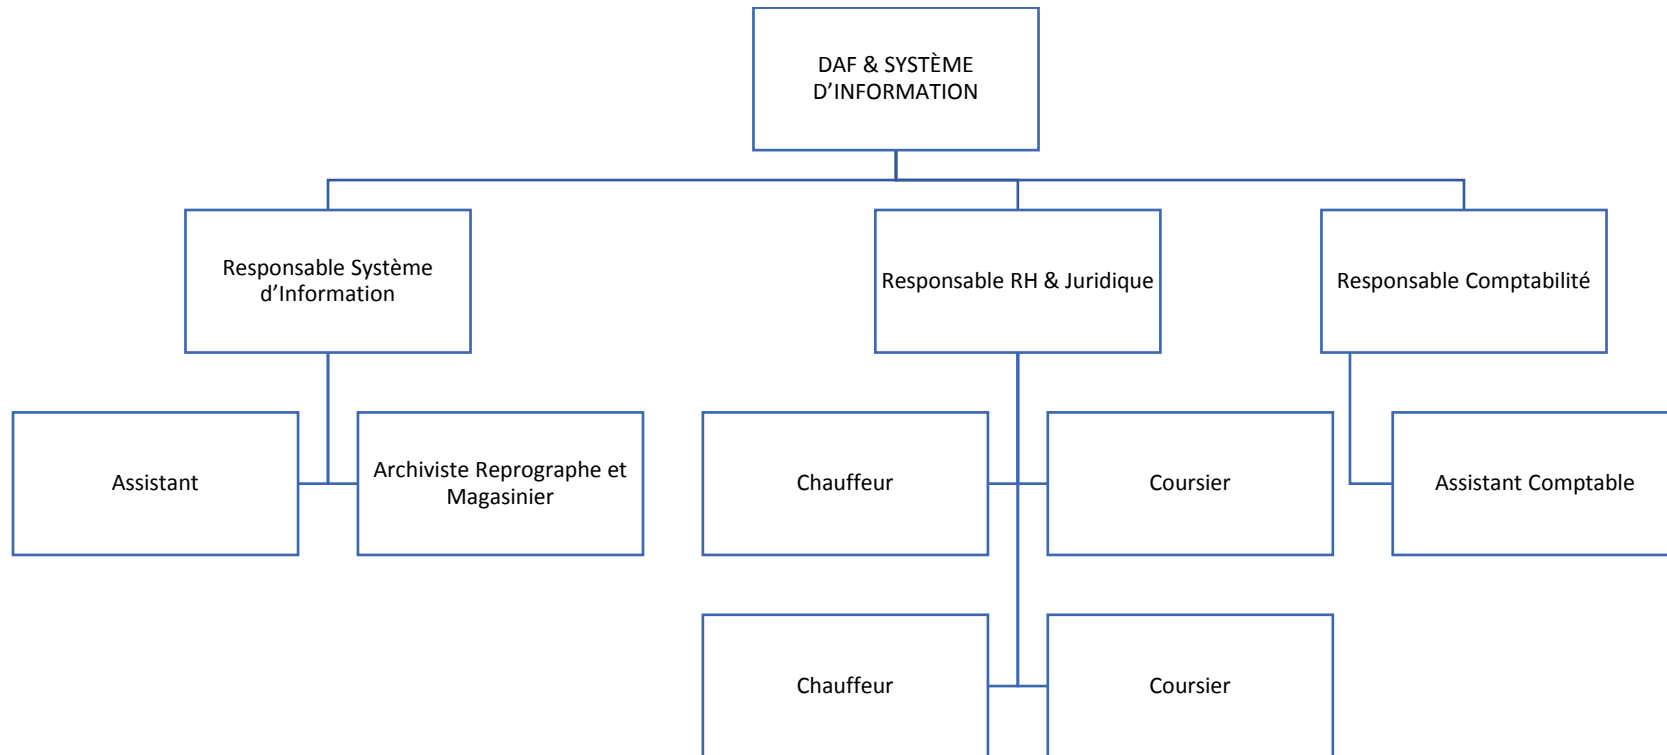 DAF & SYSTÈME
D’INFORMATION
Responsable Système
d’Information
Responsable RH & Juridique
Responsable Comptabilité
Assistant
Archiviste Reprographe et
Magasinier
Chauffeur
Coursier
Assistant Comptable
Chauffeur
Coursier